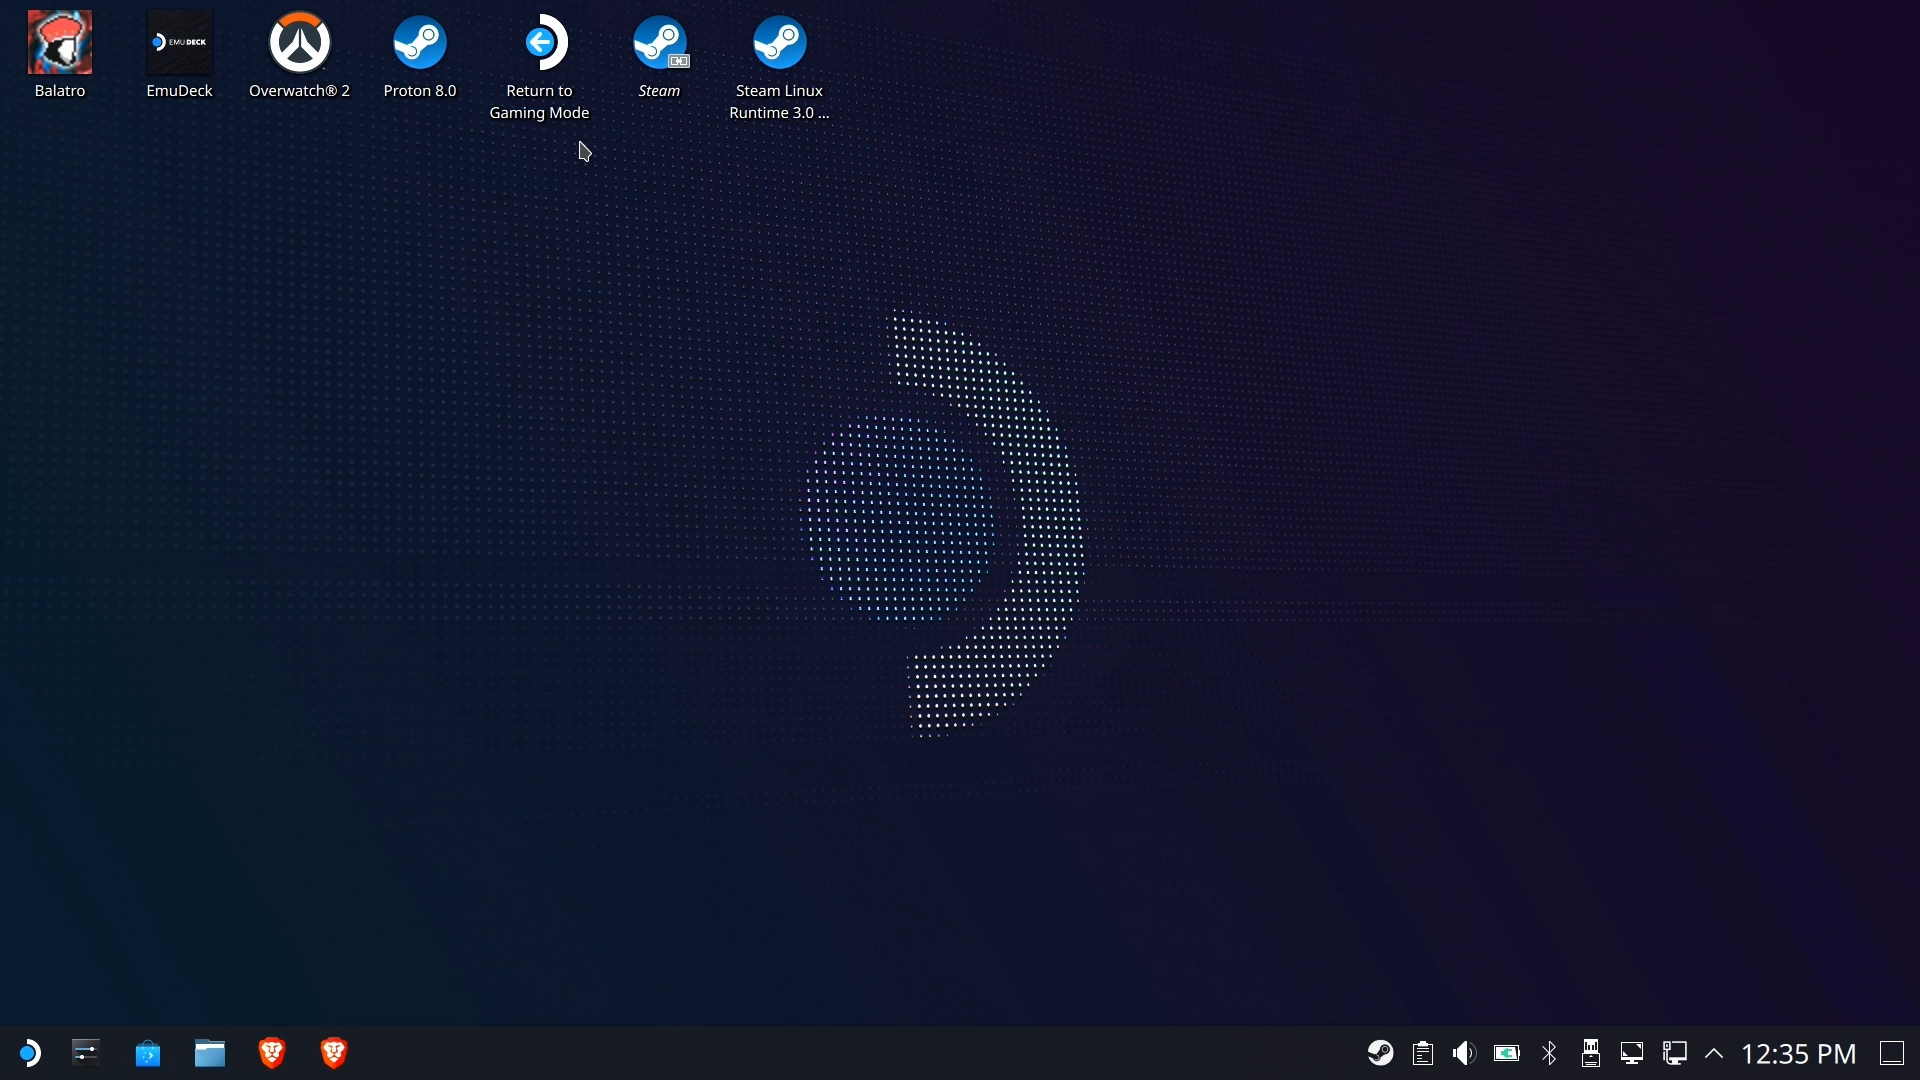 EMUDECK
Balatro
EmuDeck
Overwatch® 2
Proton 8.0
Return to
Gaming Mode
Steam
Steam Linux
Runtime 3.0 ...
12:35 PM